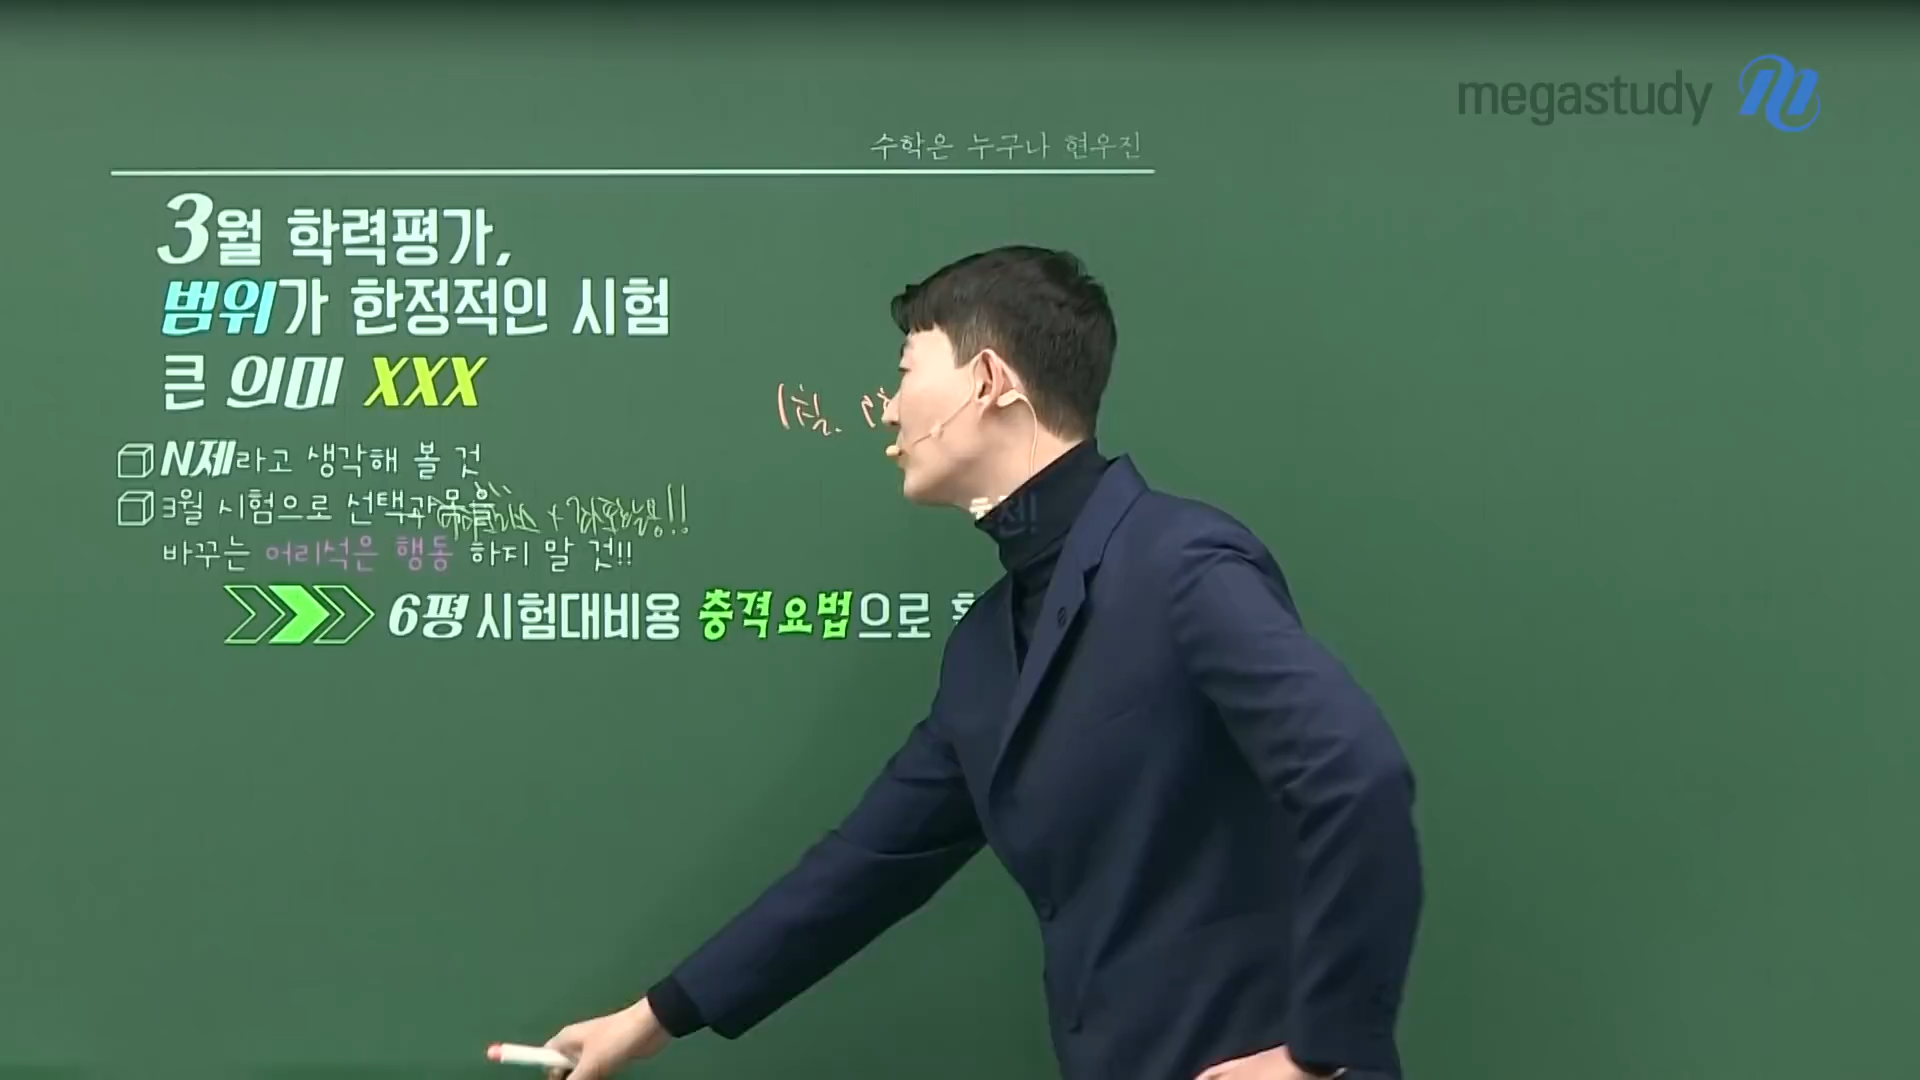 megastudy
수학은 누구나 현우진
3월 학력평가,
범위가 한정적인 시험
큰 의미 XXX
N제라고 생각해 볼 것
3월 시험으로 선택과목을
바꾸는 어리석은 행동 하지 말 것!!
6평 시험대비용 충격요법으로